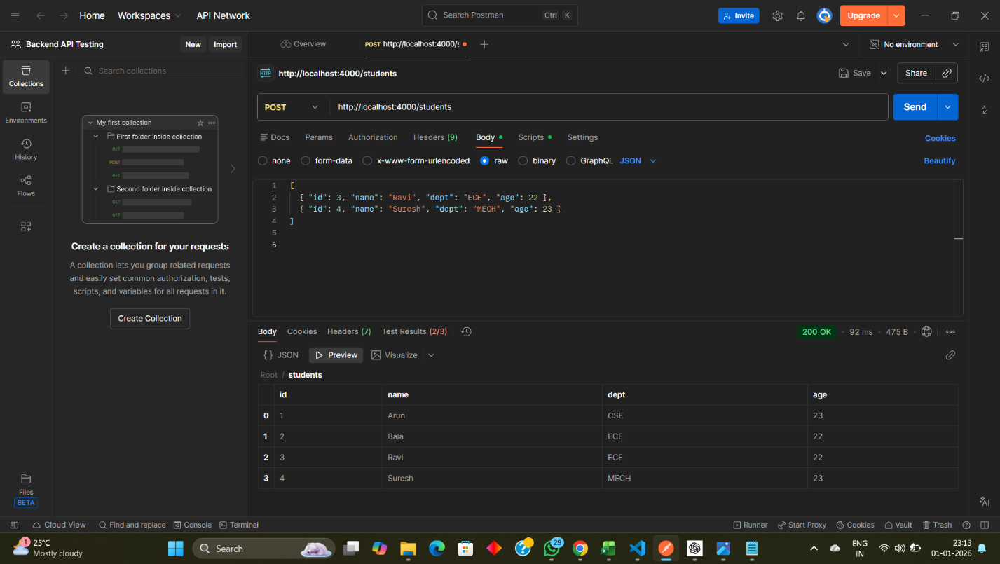 Home Workspaces API Network Search Postman Ctrl K Invite Upgrade
Backend API Testing New Import Overview POST http://localhost:4000/s No environment
Collections
Search collections
http://localhost:4000/students Save Share
POST http://localhost:4000/students Send
Environments
History
Flows
My first collection
First folder inside collection
GET
POST
GET
Second folder inside collection
GET
GET
Create a collection for your requests
A collection lets you group related requests
and easily set common authorization, tests,
scripts, and variables for all requests in it.
Create Collection
Docs Params Authorization Headers (9) Body Scripts Settings Cookies
none form-data x-www-form-urlencoded raw binary GraphQL JSON Beautify
1 [
2 { "id": 3, "name": "Ravi", "dept": "ECE", "age": 22 },
3 { "id": 4, "name": "Suresh", "dept": "MECH", "age": 23 }
4 ]
5
6
Body Cookies Headers (7) Test Results (2/3) 200 OK 92 ms 475 B
{} JSON Preview Visualize
Root / students
id name dept age
0 1 Arun CSE 23
1 2 Bala ECE 22
2 3 Ravi ECE 22
3 4 Suresh MECH 23
Files
BETA
AI
Cloud View Find and replace Console Terminal Runner Start Proxy Cookies Vault Trash
1 25°C
Mostly cloudy
Search
29
ENG
IN
23:13
01-01-2026